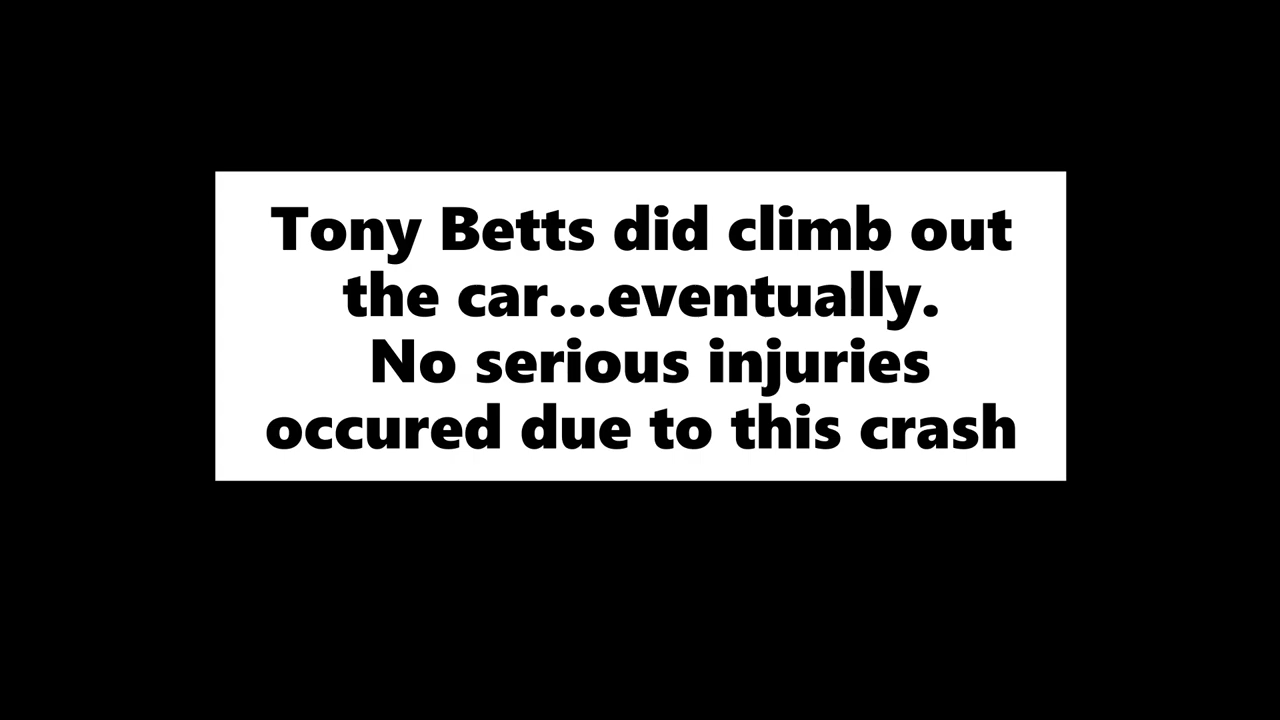 Tony Betts did climb out
the car...eventually.
No serious injuries
occured due to this crash